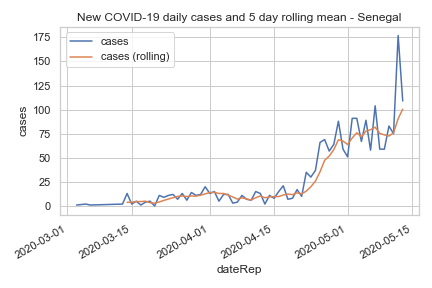 New COVID-19 daily cases and 5 day rolling mean - Senegal
cases
cases (rolling)
175
150
125
100
75
50
25
0
cases
2020-03-01
2020-03-15
2020-04-01
2020-04-15
2020-05-01
2020-05-15
dateRep